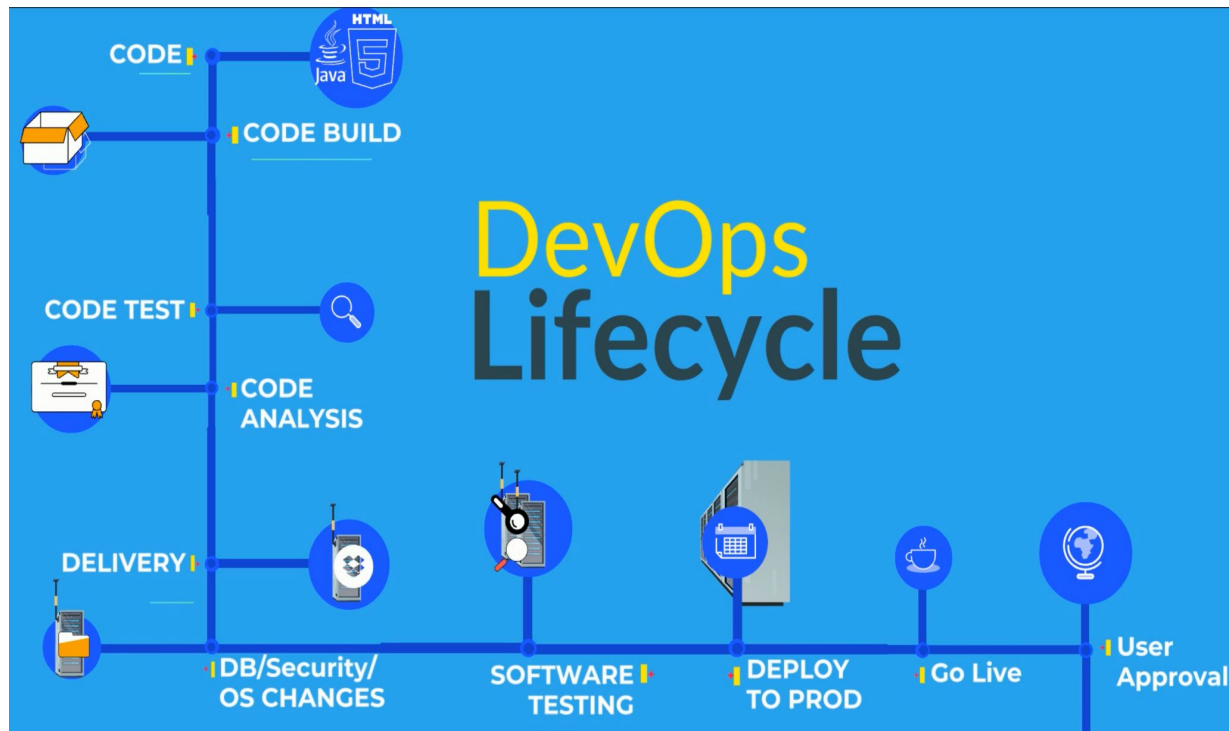 CODE
HTML
5
Java
CODE BUILD
DevOps
Lifecycle
CODE TEST
CODE
ANALYSIS
DELIVERY
DB/Security/
OS CHANGES
SOFTWARE
TESTING
DEPLOY
TO PROD
Go Live
User
Approval